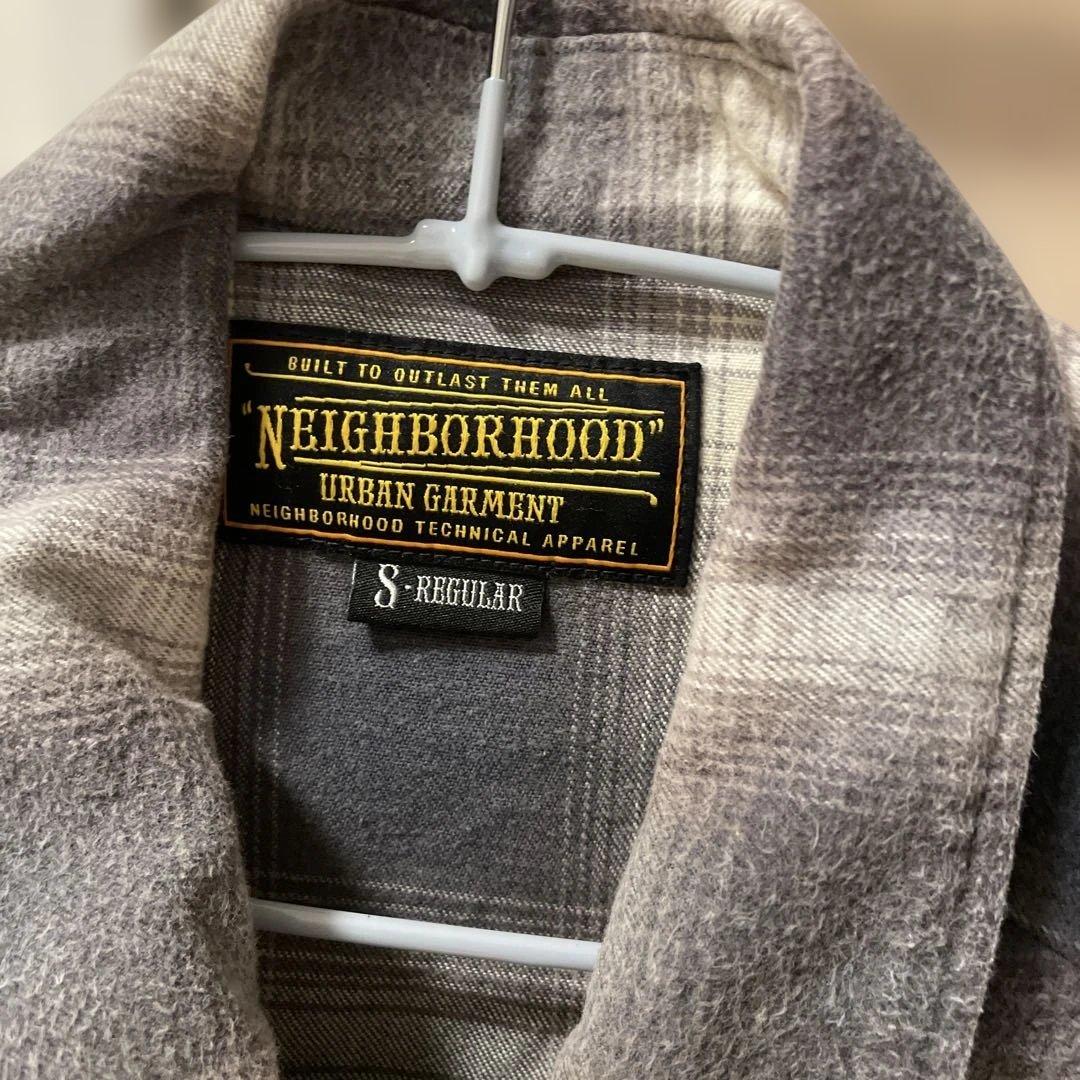 BUILT TO OUTLAST THEM ALL
"NEIGHBORHOOD"
URBAN GARMENT
NEIGHBORHOOD TECHNICAL APPAREL
S-REGULAR